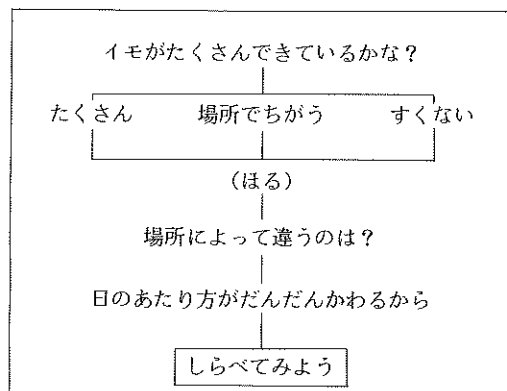 イモがたくさんできているかな？
たくさん 場所でちがう すくない
(ほる)
場所によって違うのは？
日のあたり方がだんだんかわるから
しらべてみよう